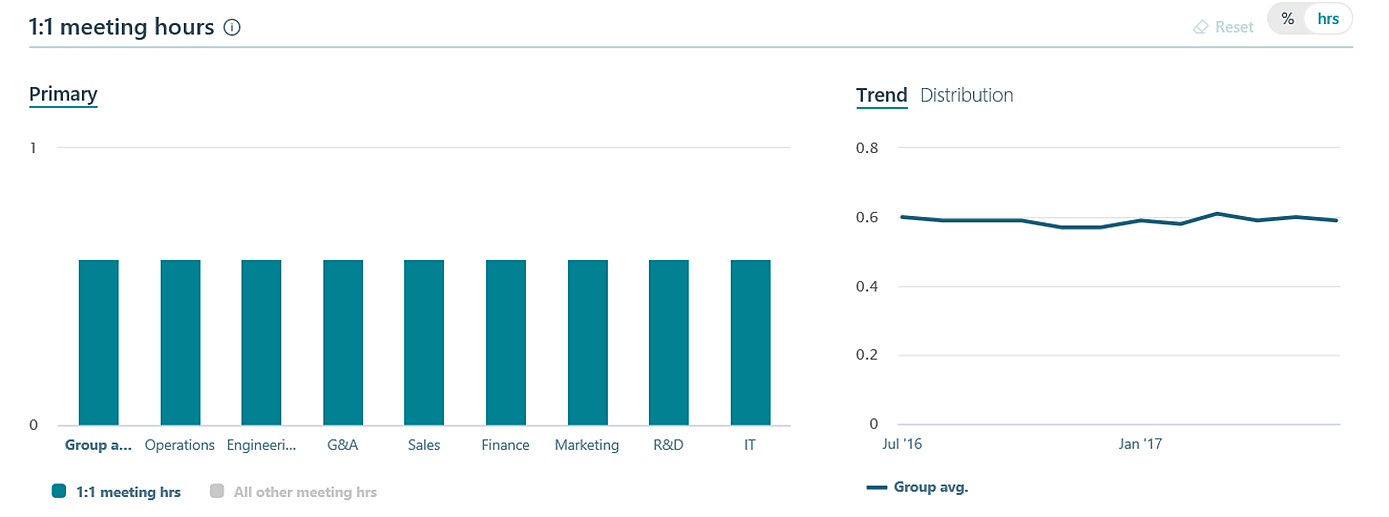 1:1 meeting hours
Reset
% hrs
Primary
Trend Distribution
1
0
Group a... Operations Engineeri... G&A Sales Finance Marketing R&D IT
1:1 meeting hrs All other meeting hrs
0.8
0.6
0.4
0.2
0
Jul '16 Jan '17
Group avg.